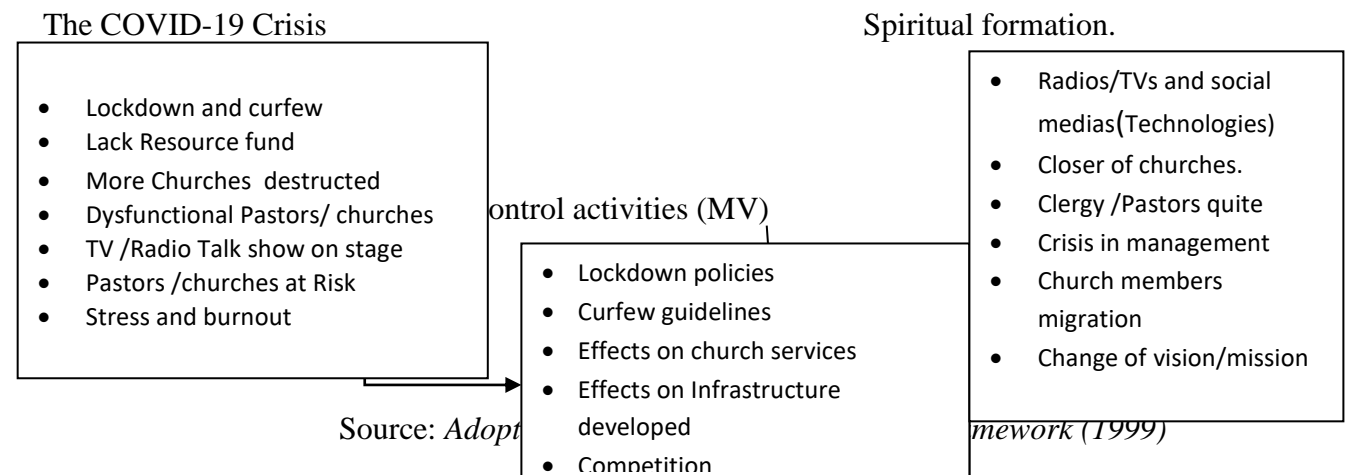 The COVID-19 Crisis
Spiritual formation.
• Lockdown and curfew
• Lack Resource fund
• More Churches destructed
• Dysfunctional Pastors/ churches
• TV /Radio Talk show on stage
• Pastors /churches at Risk
• Stress and burnout
ontrol activities (MV)
• Lockdown policies
• Curfew guidelines
• Effects on church services
• Effects on Infrastructure
developed
• Competition
• Radios/TVs and social
medias(Technologies)
• Closer of churches.
• Clergy /Pastors quite
• Crisis in management
• Church members
migration
• Change of vision/mission
Source: Adopt mework (1999)